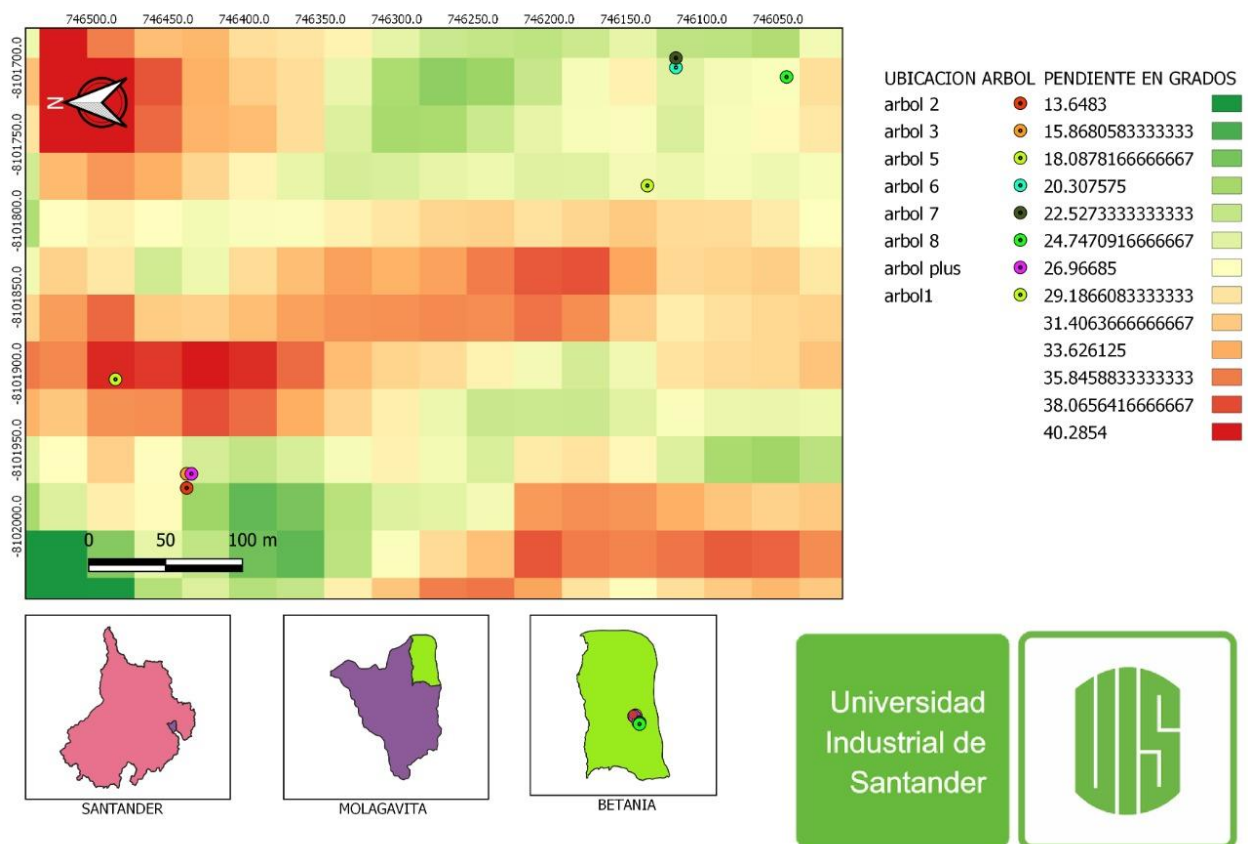 746500.0 746450.0 746400.0 746350.0 746300.0 746250.0 746200.0 746150.0 746100.0 746050.0
-8101700.0
-8101750.0
-8101800.0
-8101850.0
-8101900.0
-8101950.0
-8102000.0
N
0 50 100 m
UBICACION ARBOL PENDIENTE EN GRADOS
arbol 2 13.6483
arbol 3 15.8680583333333
arbol 5 18.0878166666667
arbol 6 20.307575
arbol 7 22.5273333333333
arbol 8 24.7470916666667
arbol plus 26.96685
arbol1 29.1866083333333
31.4063666666667
33.626125
35.8458833333333
38.0656416666667
40.2854
SANTANDER
MOLAGAVITA
BETANIA
Universidad
Industrial de
Santander
UIS